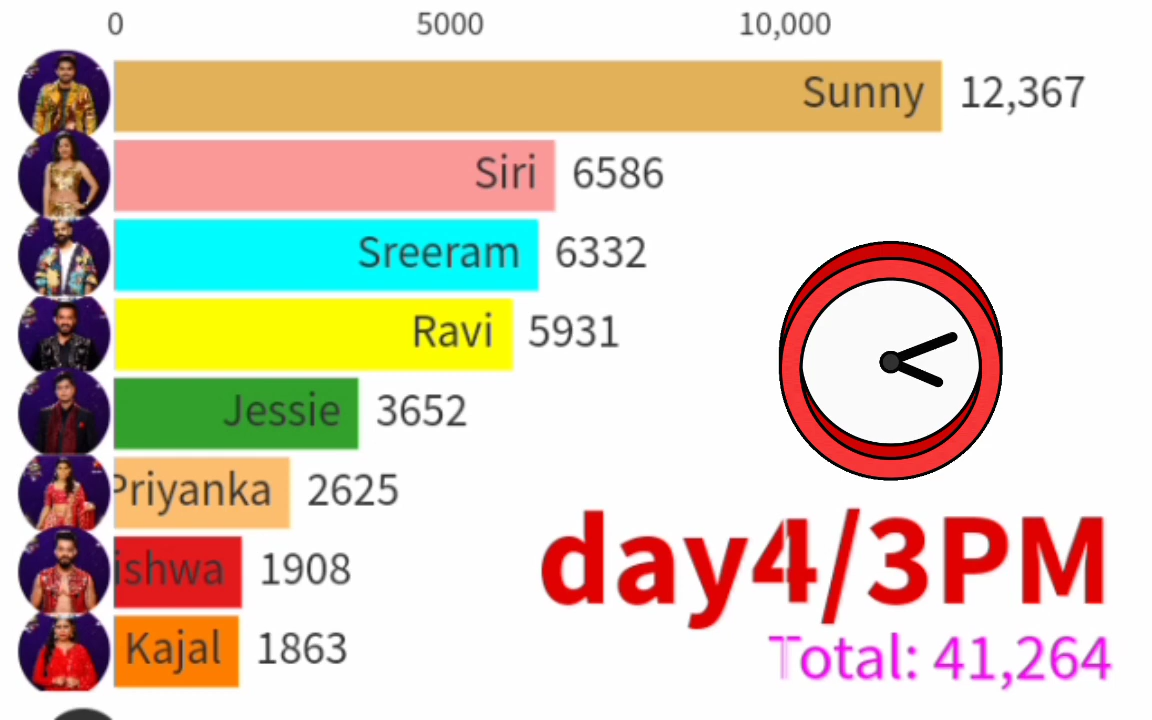 0 5000 10,000
Sunny 12,367
Siri 6586
Sreeram 6332
Ravi 5931
Jessie 3652
Priyanka 2625
ishwa 1908
Kajal 1863
day4/3PM
Total: 41,264